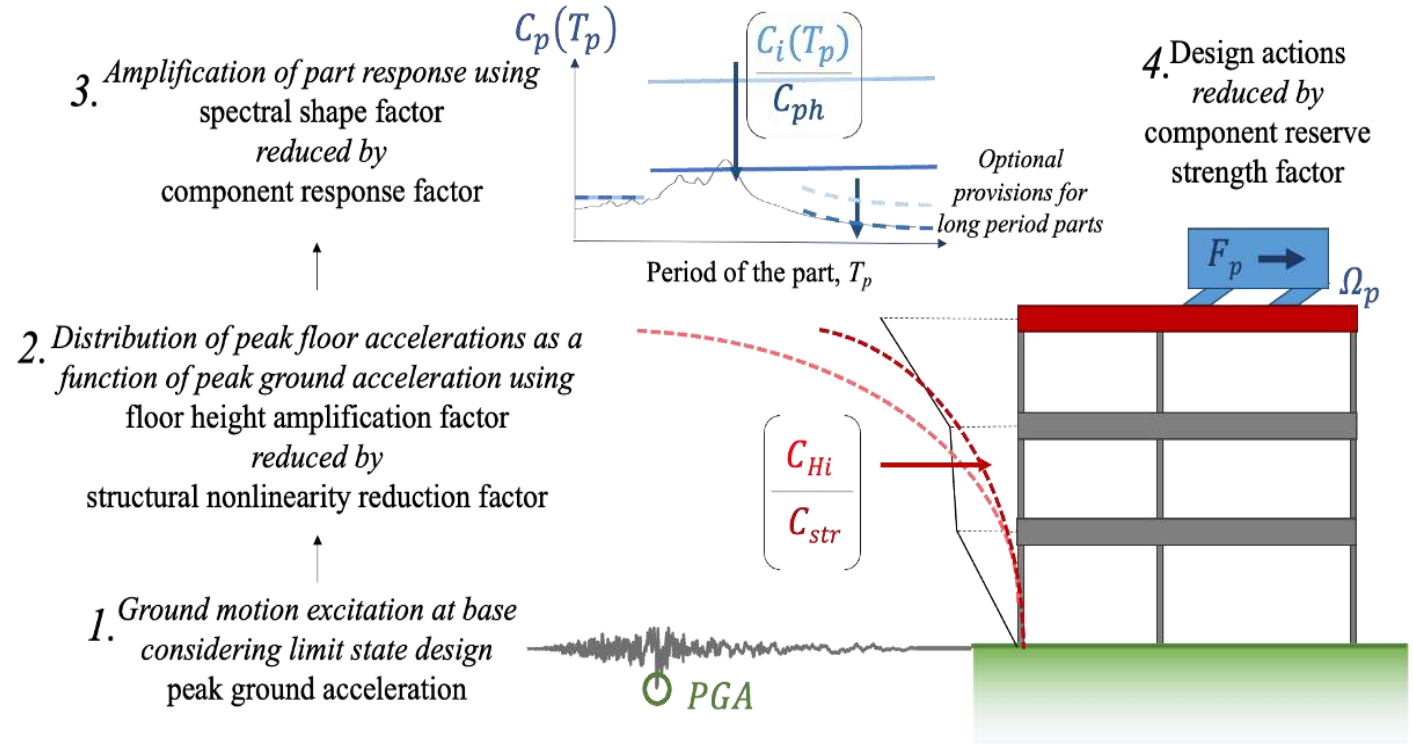 3. Amplification of part response using
spectral shape factor
reduced by
component response factor
C_p(T_p)
C_i(T_p)
C_ph
Optional
provisions for
long period parts
Period of the part, T_p
4. Design actions
reduced by
component reserve
strength factor
F_p
Ω_p
2. Distribution of peak floor accelerations as a
function of peak ground acceleration using
floor height amplification factor
reduced by
structural nonlinearity reduction factor
C_Hi
C_str
1. Ground motion excitation at base
considering limit state design
peak ground acceleration
PGA